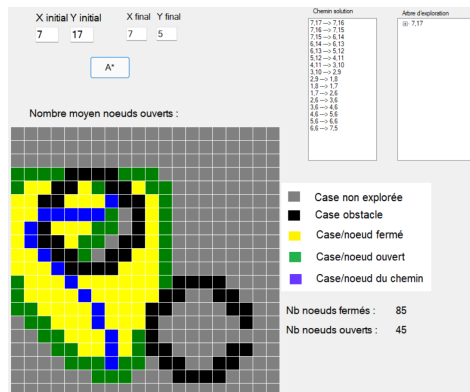 X initial Y initial
7 17
X final Y final
7 5
A*
Nombre moyen noeuds ouverts :
Chemin solution
7,17 --> 7,16
7,16 --> 7,15
7,15 --> 6,14
6,14 --> 6,13
6,13 --> 5,12
5,12 --> 4,11
4,11 --> 3,10
3,10 --> 2,9
2,9 --> 1,8
1,8 --> 1,7
1,7 --> 2,6
2,6 --> 3,6
3,6 --> 4,6
4,6 --> 5,6
5,6 --> 6,6
6,6 --> 7,5
Arbre d'exploration
7,17
Case non explorée
Case obstacle
Case/noeud fermé
Case/noeud ouvert
Case/noeud du chemin
Nb noeuds fermés : 85
Nb noeuds ouverts : 45